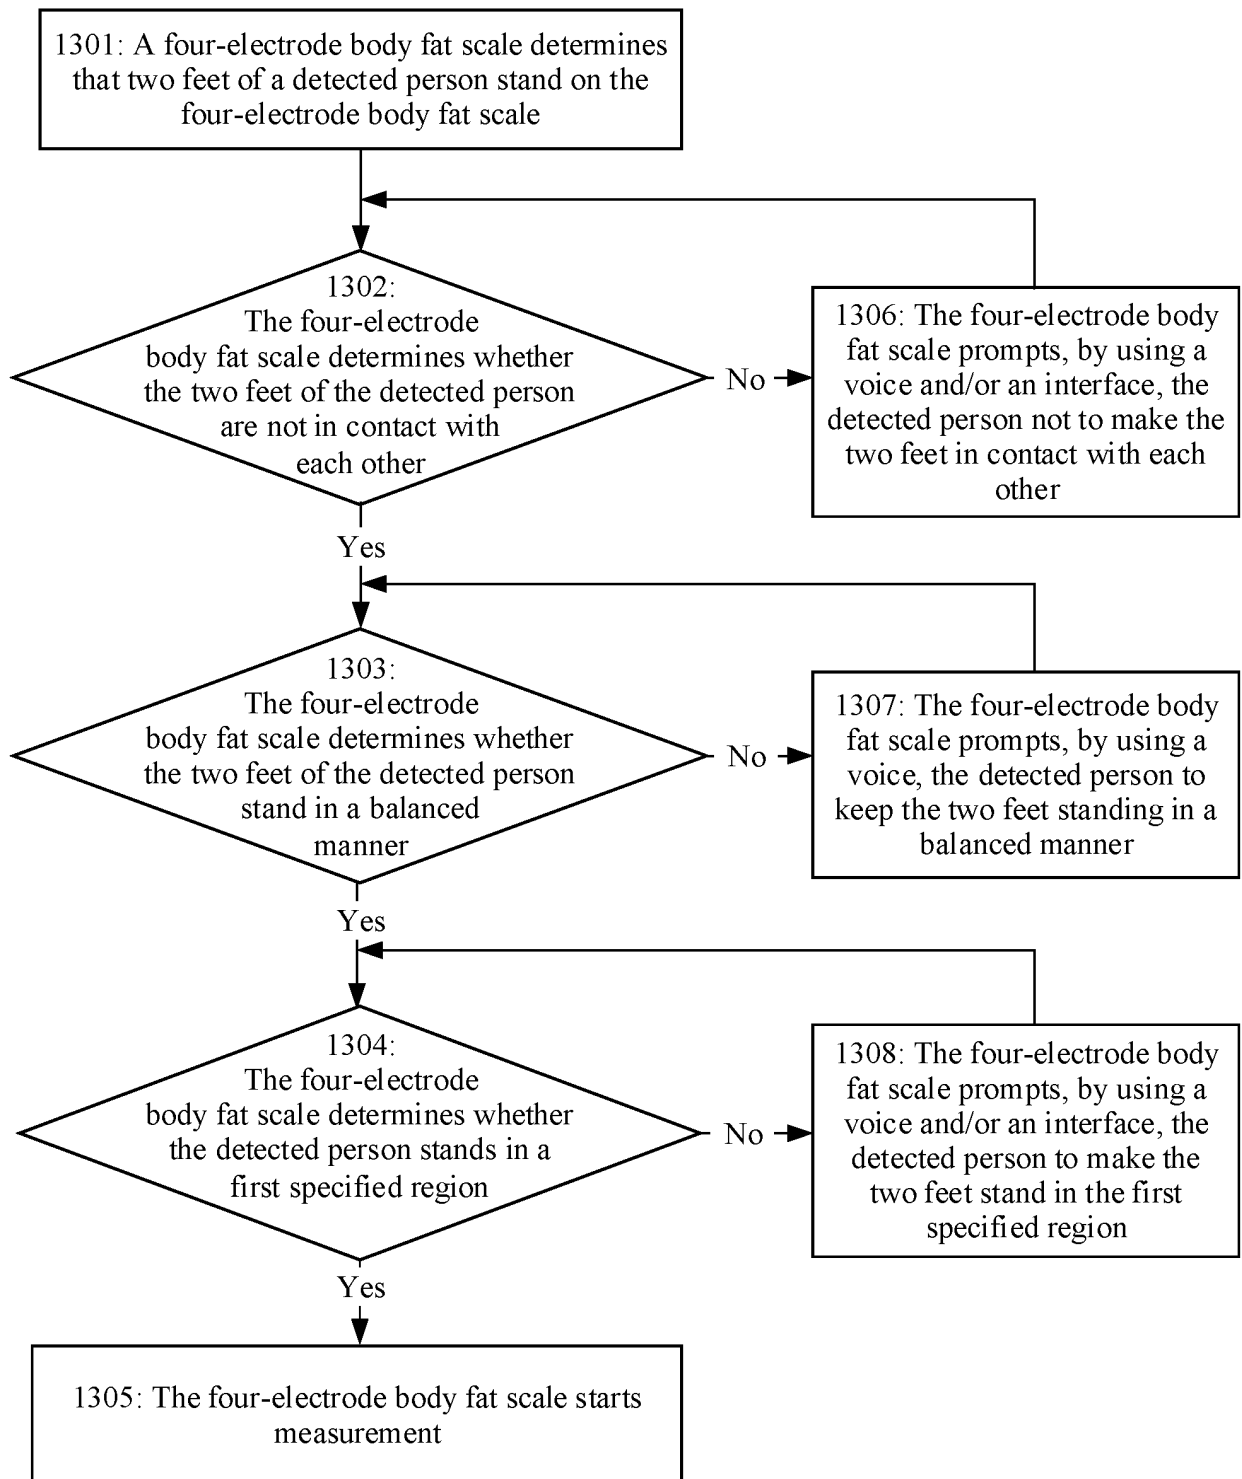 1301: A four-electrode body fat scale determines
that two feet of a detected person stand on the
four-electrode body fat scale
1302:
The four-electrode
body fat scale determines whether
the two feet of the detected person
are not in contact with
each other
No
1306: The four-electrode body
fat scale prompts, by using a
voice and/or an interface, the
detected person not to make the
two feet in contact with each
other
Yes
1303:
The four-electrode
body fat scale determines whether
the two feet of the detected person
stand in a balanced
manner
No
1307: The four-electrode body
fat scale prompts, by using a
voice, the detected person to
keep the two feet standing in a
balanced manner
Yes
1304:
The four-electrode
body fat scale determines whether
the detected person stands in a
first specified region
No
1308: The four-electrode body
fat scale prompts, by using a
voice and/or an interface, the
detected person to make the
two feet stand in the first
specified region
Yes
1305: The four-electrode body fat scale starts
measurement